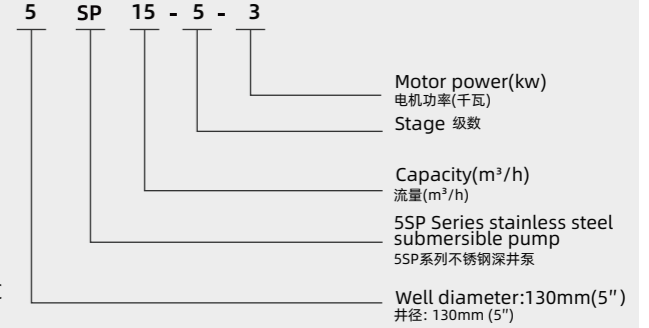 5 SP 15 - 5 - 3
Motor power(kw)
电机功率(千瓦)
Stage 级数
Capacity(m³/h)
流量(m³/h)
5SP Series stainless steel
submersible pump
5SP系列不锈钢深井泵
Well diameter:130mm(5")
井径: 130mm (5")